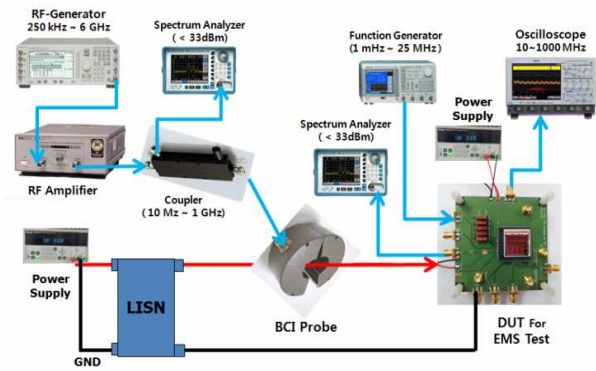 RF-Generator
250 kHz ~ 6 GHz
Spectrum Analyzer
( < 33dBm)
Function Generator
(1 mHz ~ 25 MHz)
Oscilloscope
10~1000 MHz
Power
Supply
Spectrum Analyzer
( < 33dBm)
RF Amplifier
Coupler
(10 Mz ~ 1 GHz)
Power
Supply
LISN
BCI Probe
DUT For
EMS Test
GND